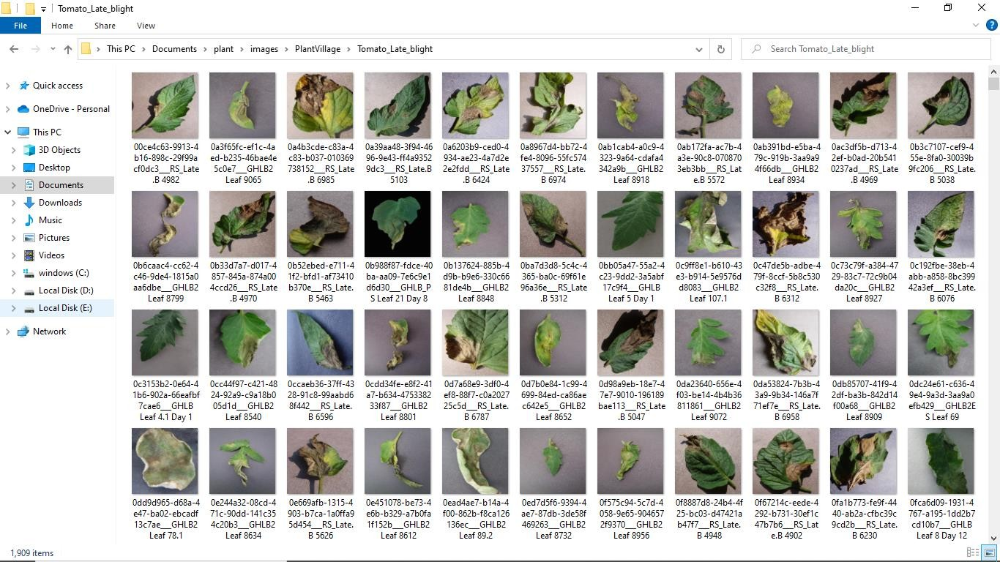 Tomato_Late_blight
File Home Share View
This PC Documents plant images PlantVillage Tomato_Late_blight
Search Tomato_Late_blight
Quick access
OneDrive - Personal
This PC
3D Objects
Desktop
Documents
Downloads
Music
Pictures
Videos
windows (C:)
Local Disk (D:)
Local Disk (E:)
Network
00ce4c63-9913-4 0a3f65fc-ef1c-4a 0a4b3cde-c83a-4 0a39aa48-3f94-46 0a6203b9-ced0-4 0a8967d4-bb72-4 0ab1cab4-a0c9-4 0ab172fa-ac7b-4 0ab391bd-e5ba-4 0ac3df5b-d713-4 0b3c7107-cef9-4
b16-898c-29f99a ed-b235-46bae4e c83-b037-010369 96-9e43-ff4a9352 934-ae23-4a7d2e fe4-8096-55fc574 323-9a64-cdafa4 a3e-90c8-070870 79c-919b-3aa9a9 2ef-b0ad-20b541 55e-8fa0-30039b
cf0dc3___RS_Late 5c0e7___GHLB2 738152___RS_Late. 9dc3___RS_Late.B 2e2fdd___RS_Late. 37557___RS_Late. 342a9b___GHLB2 3eb3bb___RS_Lat 4f66db___GHLB2 0237ad___RS_Late 9fc206___RS_Late.
.B 4982 Leaf 9065 B 6985 5103 B 6424 B 6974 Leaf 8918 e.B 5572 Leaf 8934 .B 4969 B 5038
0b6caac4-cc62-4 0b33d7a7-d017-4 0b52ebed-e711-4 0b988f87-fdce-40 0b137624-885b-4 0ba7d3d8-5c4c-4 0bb05a47-55a2-4 0c9ff8e1-b610-43 0c47de5b-adbe-4 0c73c79f-a384-47 0c192fbe-38eb-4
c46-9de4-1815a0 857-845a-874a00 1f2-bfd1-af73410 ba-aa09-7e6c9e1 d9b-b9e6-330c66 365-ba0c-69f61e c23-9dd2-3a5abf e3-b914-5e9576d 79f-8ccf-5b8c530 29-83c7-72c9b04 abb-a858-8bc399
aa6dbe___GHLB2 4ccd26___RS_Late b370e___RS_Late. d6d30___GHLB_P 81de4b___GHLB2 96a36e___RS_Late. 17c9f4___GHLB d8083___GHLB2 c32f8___RS_Late. da20c___GHLB2 42a3ef___RS_Late.
Leaf 8799 .B 4970 B 5463 S Leaf 21 Day 8 Leaf 8848 B 5312 Leaf 5 Day 1 Leaf 107.1 B 6312 Leaf 8927 B 6076
0c3153b2-0e64-4 0cc44f97-c421-48 0ccaeb36-37ff-43 0cdd34fe-e8f2-41 0d7a68e9-3df0-4 0d7b0e84-1c99-4 0d98a9eb-18e7-4 0da23640-656e-4 0da53824-7b3b-4 0db85707-41f9-4 0dc24e61-c636-4
1b6-902a-66eafbf 24-92a9-c9a18b0 28-91c8-99aabd6 a7-b634-4753382 ef8-88f7-c0a2027 699-84ed-ca86ae 7e7-9010-196189 f03-be14-4b4b36 3a9-9b34-146a7f 2df-ba3b-842d14 9e4-9a3d-3aa9a0
7cae6___GHLB 05d1d___GHLB2 8f442___RS_Late. 33f87___GHLB2 25c5d___RS_Late. ec642e5___GHLB2 bae113___RS_Late 811861___GHLB2 f71ef7e___RS_Late. f00a68___GHLB2 efb429___GHLB2E
Leaf 4.1 Day 1 Leaf 8540 B 6596 Leaf 8801 B 6787 Leaf 8652 .B 5047 Leaf 9072 B 6958 Leaf 8909 S Leaf 69
0dd9d965-d68a-4 0e244a32-08cd-4 0e669afb-1315-4 0e451078-be73-4 0ead4ae7-b14a-4 0ed7d5f6-9394-4 0f575c94-5c7d-4 0f8887d8-24b4-4f 0f67214c-eede-4 0fa1b773-fe9f-44 0fca6d09-1931-4
e47-ba02-ebcadf 71c-90dd-141c35 903-b7ca-1a0ffa9 e6b-b329-a7b0fa f00-862b-f8ca126 ae7-87db-3de58f 058-9e65-904657 25-bc03-d47421a 292-b731-30ef1c 40-ab2a-cfbc39c 767-a195-1dd2b7
13c7ae___GHLB2 4c20b3___GHLB2 5d454___RS_Late. 1f152b___GHLB2 136ec___GHLB2 469263___GHLB2 2f9370___GHLB2 b47f7___RS_Late. 47b7b6___RS_Lat 9cd2b___RS_Late. cd10b7___GHLB
Leaf 78.1 Leaf 8634 B 5626 Leaf 8612 Leaf 89.2 Leaf 8732 Leaf 8956 B 4948 e.B 4902 B 6230 Leaf 8 Day 12
1,909 items